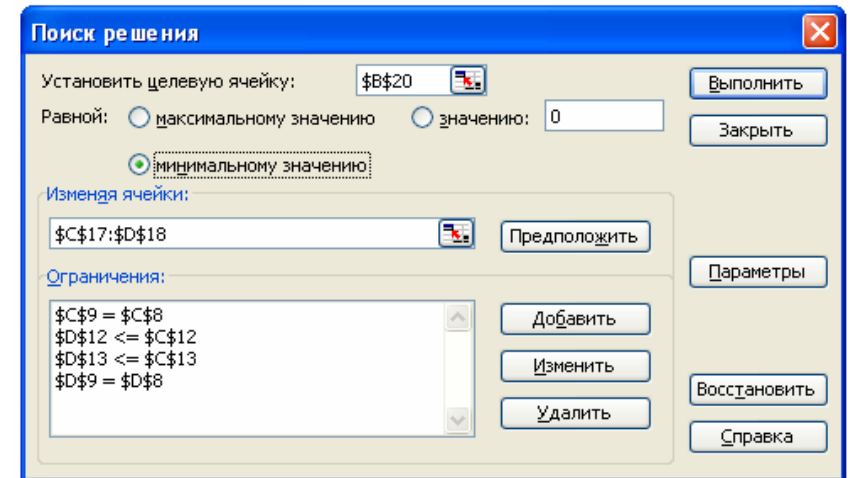 Поиск решения
Установить целевую ячейку: $B$20
Выполнить
Равной: максимальному значению значению: 0
Закрыть
минимальному значению
Изменяя ячейки:
$C$17:$D$18 Предположить
Параметры
Ограничения:
$C$9 = $C$8
$D$12 <= $C$12
$D$13 <= $C$13
$D$9 = $D$8
Добавить
Изменить
Удалить
Восстановить
Справка